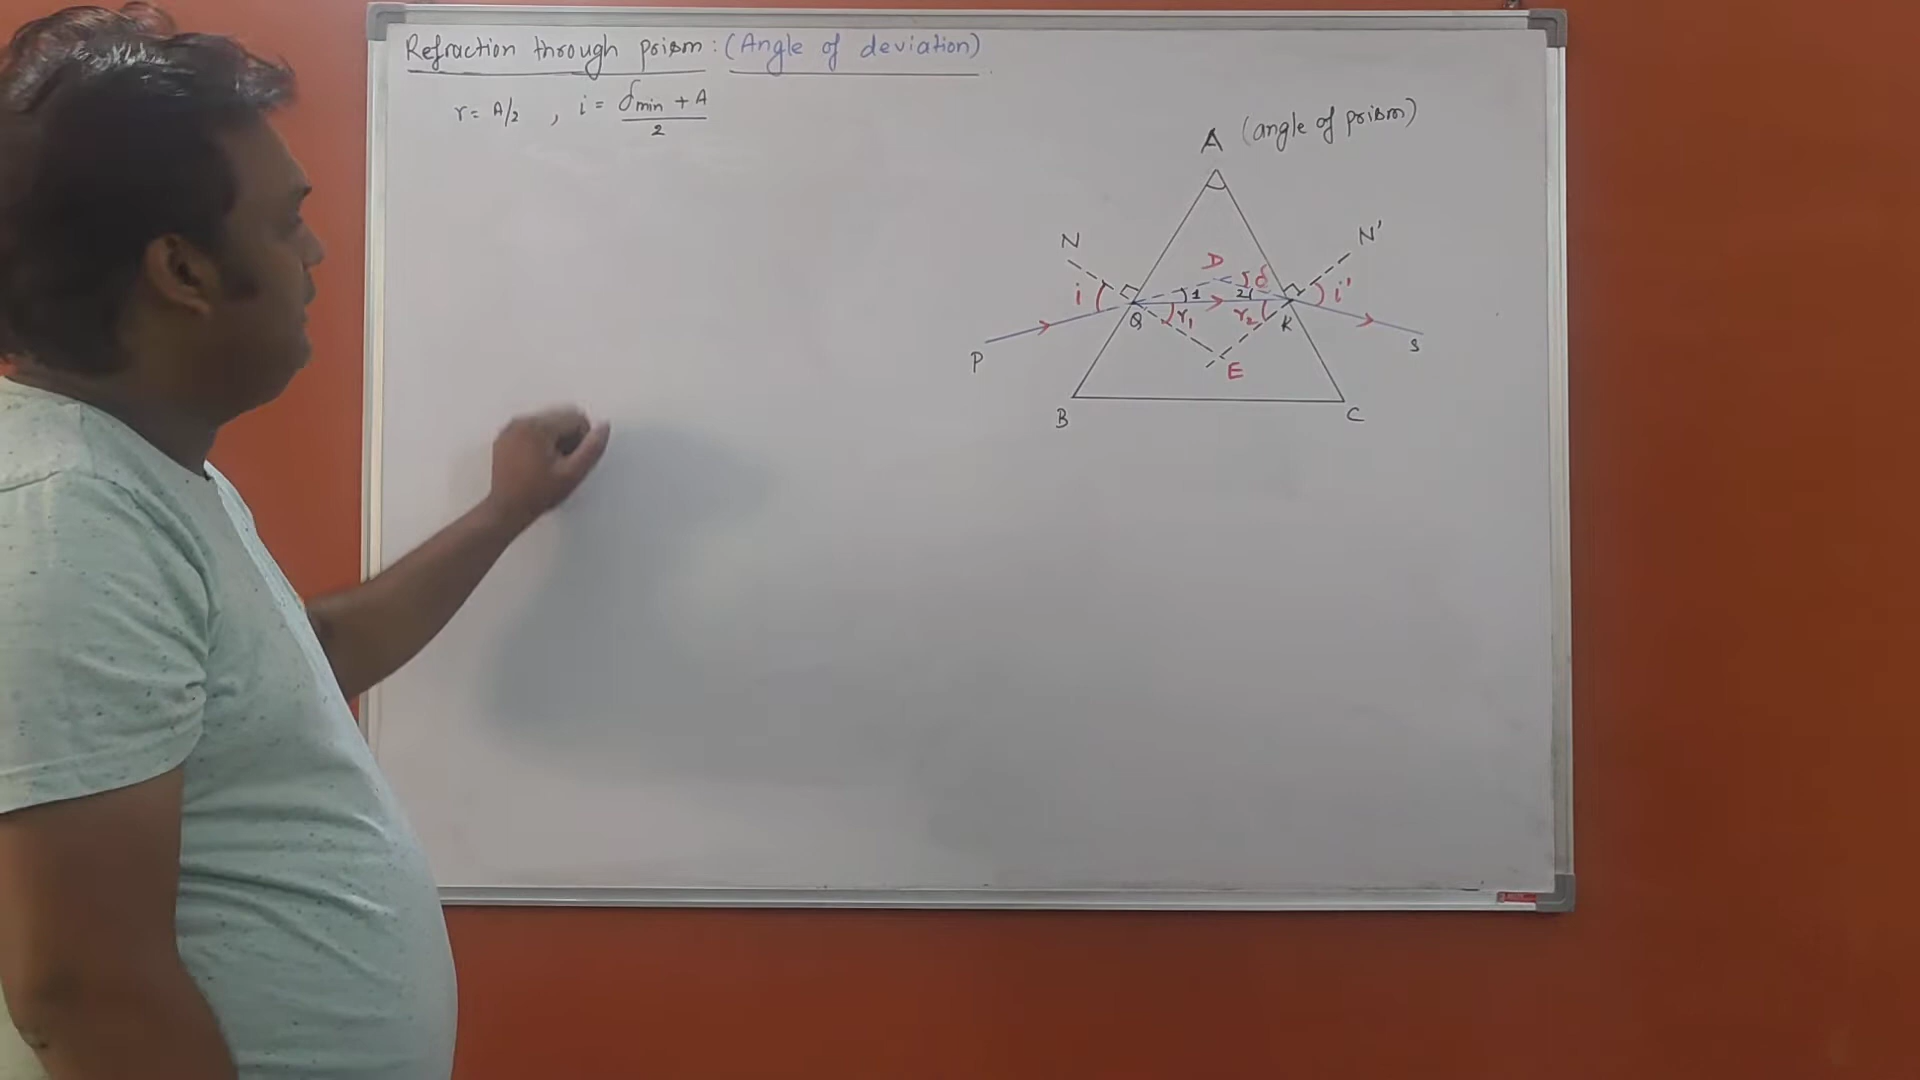 Refraction through prism: (Angle of deviation)
r = A/2 , i = δmin + A / 2
A (angle of prism)
N
N'
D
δ
i
1
2
i'
Q
r1
r2
K
P
E
S
B
C